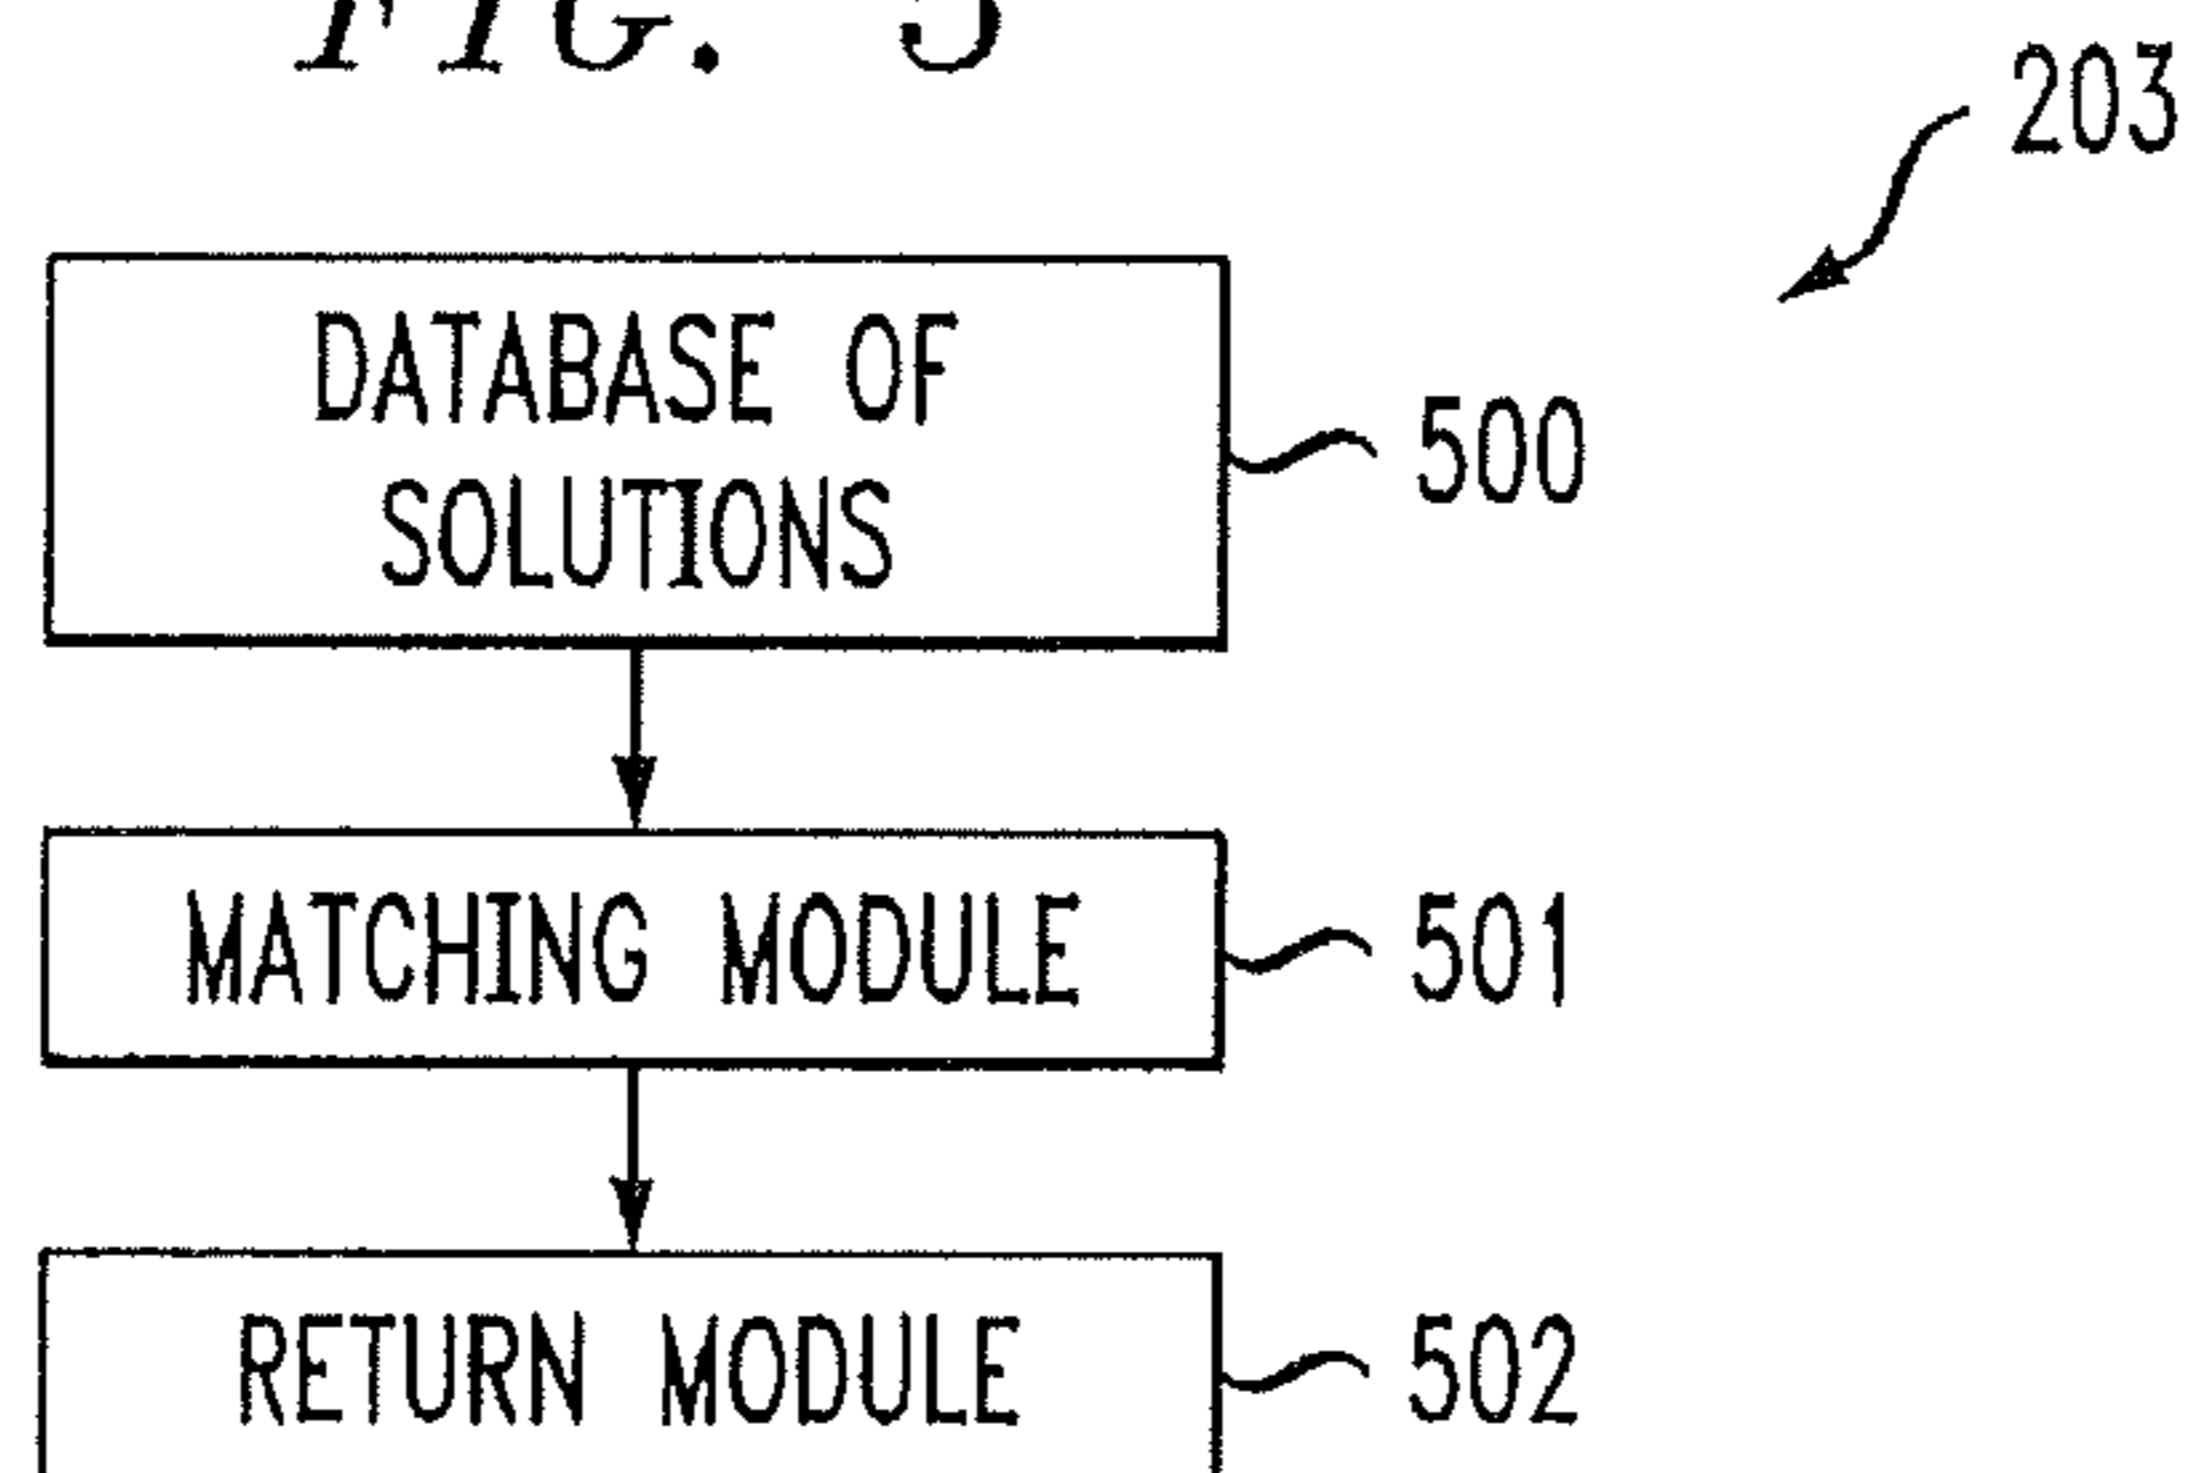 FIG. 5
203
DATABASE OF
SOLUTIONS
500
MATCHING MODULE
501
RETURN MODULE
502